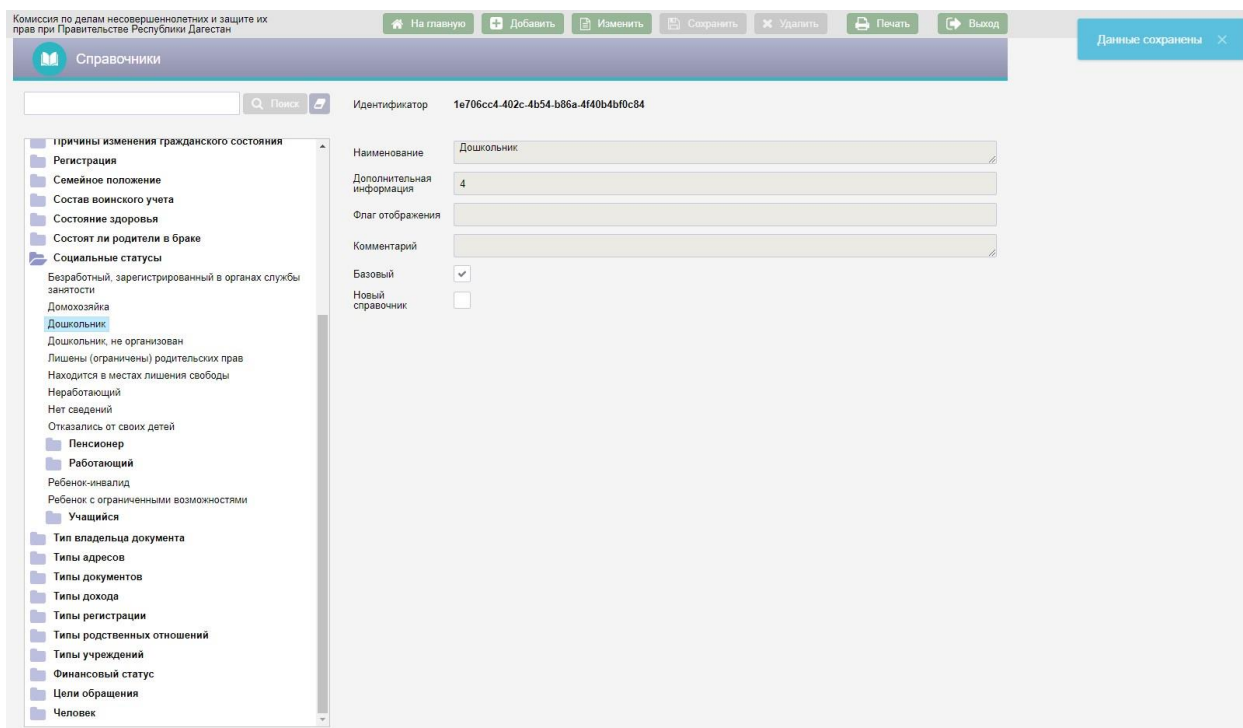 Комиссия по делам несовершеннолетних и защите их
прав при Правительстве Республики Дагестан
На главную
Добавить
Изменить
Сохранить
Удалить
Печать
Выход
Данные сохранены
Справочники
Поиск
Идентификатор 1e706cc4-402c-4b54-b86a-4f40b4bf0c84
Наименование Дошкольник
Дополнительная
информация
4
Флаг отображения
Комментарий
Базовый
Новый
справочник
Причины изменения гражданского состояния
Регистрация
Семейное положение
Состав воинского учета
Состояние здоровья
Состоят ли родители в браке
Социальные статусы
Безработный, зарегистрированный в органах службы
занятости
Домохозяйка
Дошкольник
Дошкольник, не организован
Лишены (ограничены) родительских прав
Находится в местах лишения свободы
Неработающий
Нет сведений
Отказались от своих детей
Пенсионер
Работающий
Ребенок-инвалид
Ребенок с ограниченными возможностями
Учащийся
Тип владельца документа
Типы адресов
Типы документов
Типы дохода
Типы регистрации
Типы родственных отношений
Типы учреждений
Финансовый статус
Цели обращения
Человек